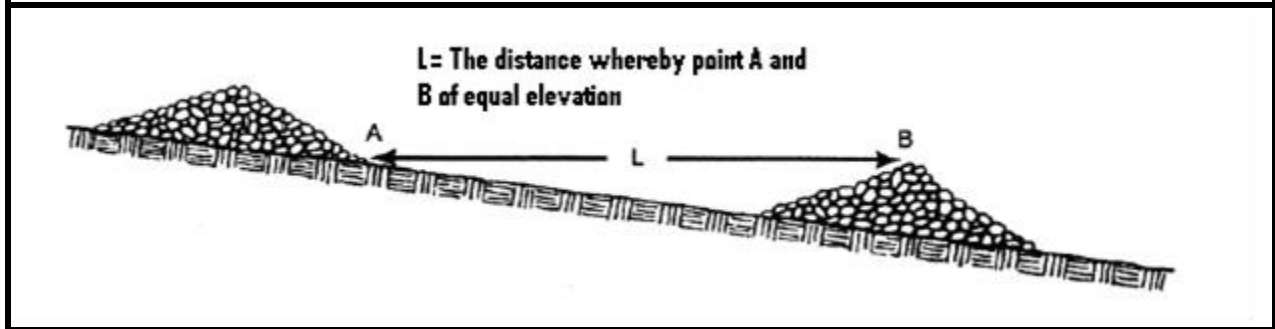 L= The distance whereby point A and
B of equal elevation
A
B
L